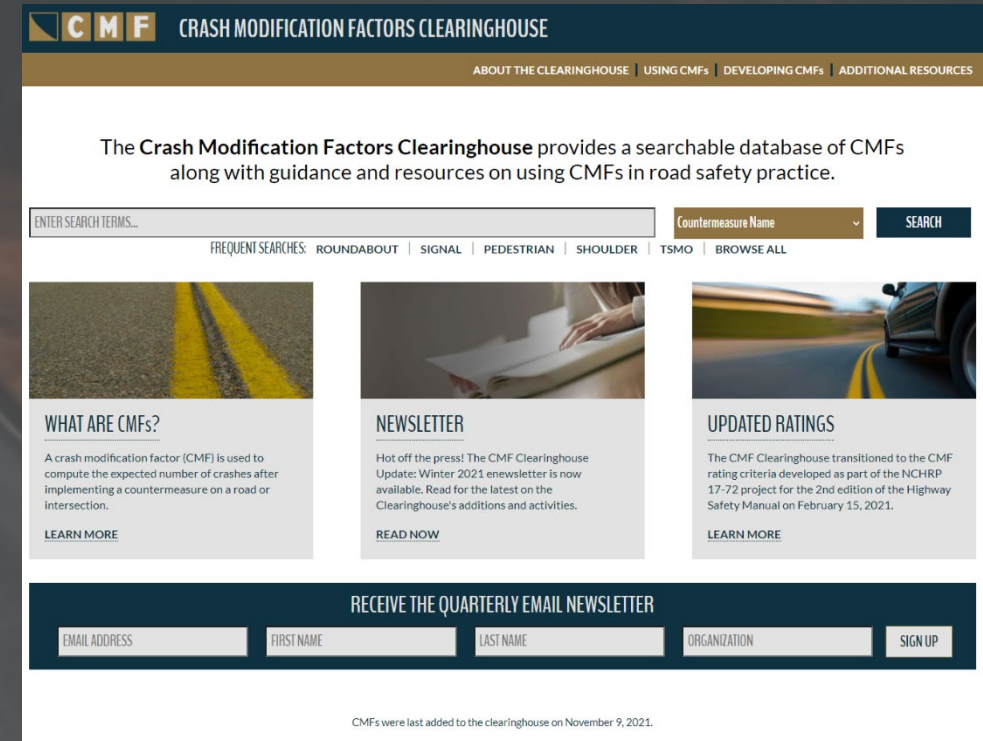 CMF CRASH MODIFICATION FACTORS CLEARINGHOUSE
ABOUT THE CLEARINGHOUSE | USING CMFs | DEVELOPING CMFs | ADDITIONAL RESOURCES
The Crash Modification Factors Clearinghouse provides a searchable database of CMFs
along with guidance and resources on using CMFs in road safety practice.
ENTER SEARCH TERMS... Countermeasure Name SEARCH
FREQUENT SEARCHES: ROUNDABOUT | SIGNAL | PEDESTRIAN | SHOULDER | TSMO | BROWSE ALL
WHAT ARE CMFs?
A crash modification factor (CMF) is used to
compute the expected number of crashes after
implementing a countermeasure on a road or
intersection.
LEARN MORE
NEWSLETTER
Hot off the press! The CMF Clearinghouse
Update: Winter 2021 enewsletter is now
available. Read for the latest on the
Clearinghouse's additions and activities.
READ NOW
UPDATED RATINGS
The CMF Clearinghouse transitioned to the CMF
rating criteria developed as part of the NCHRP
17-72 project for the 2nd edition of the Highway
Safety Manual on February 15, 2021.
LEARN MORE
RECEIVE THE QUARTERLY EMAIL NEWSLETTER
EMAIL ADDRESS FIRST NAME LAST NAME ORGANIZATION SIGN UP
CMFs were last added to the clearinghouse on November 9, 2021.